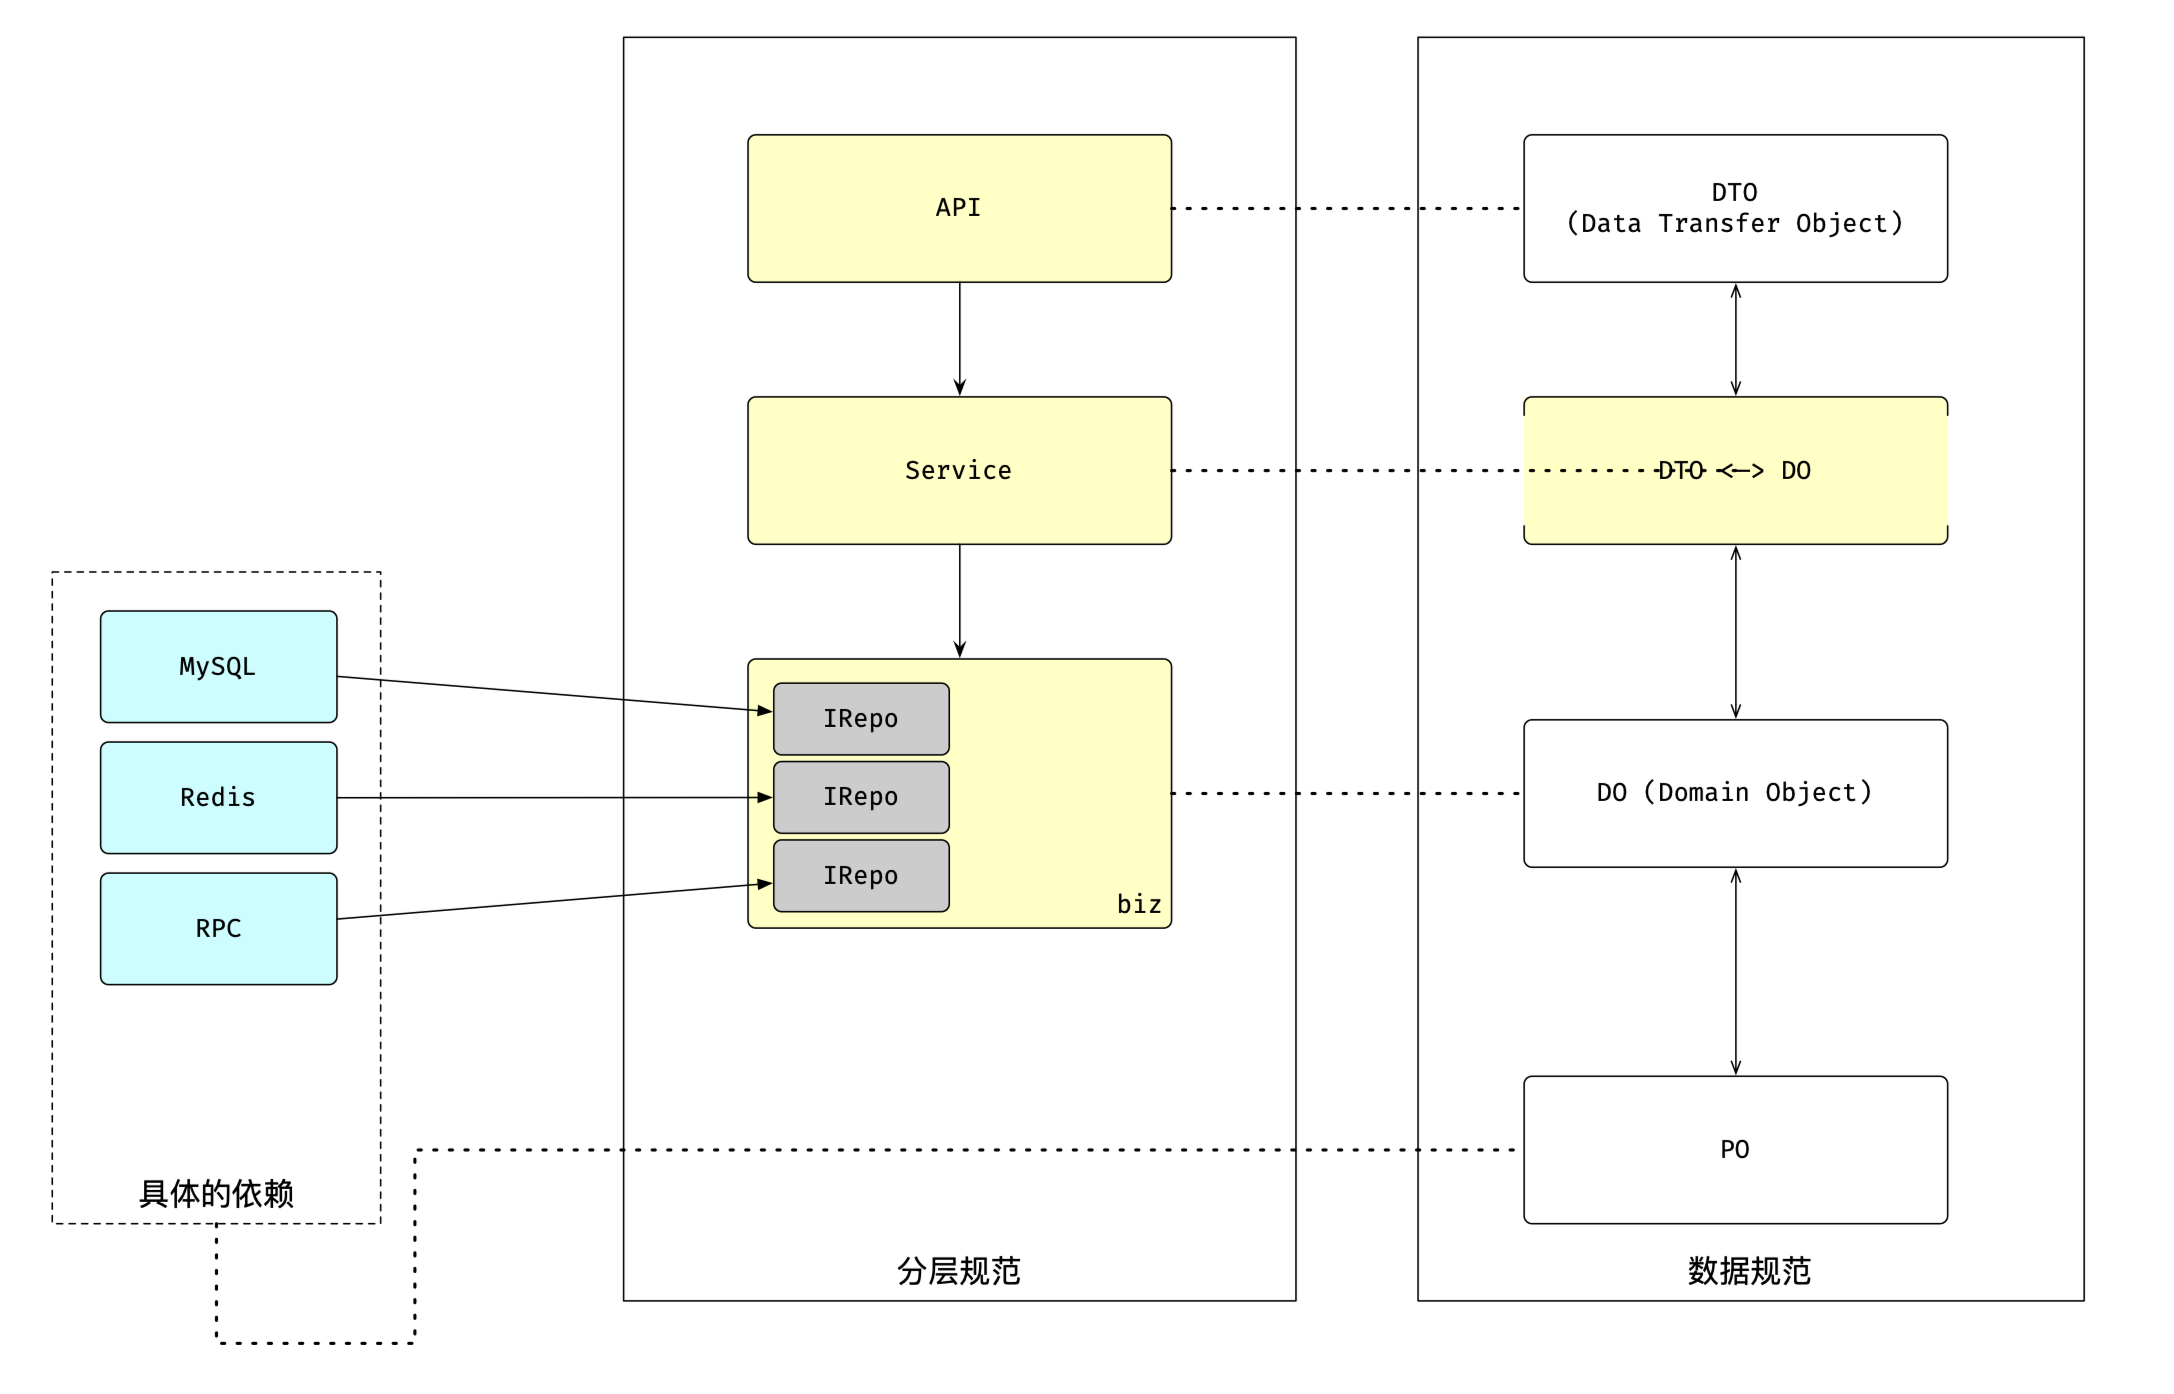 MySQL
Redis
RPC
具体的依赖
API
Service
IRepo
IRepo
IRepo
biz
分层规范
DTO
(Data Transfer Object)
DTO <—> DO
DO (Domain Object)
PO
数据规范